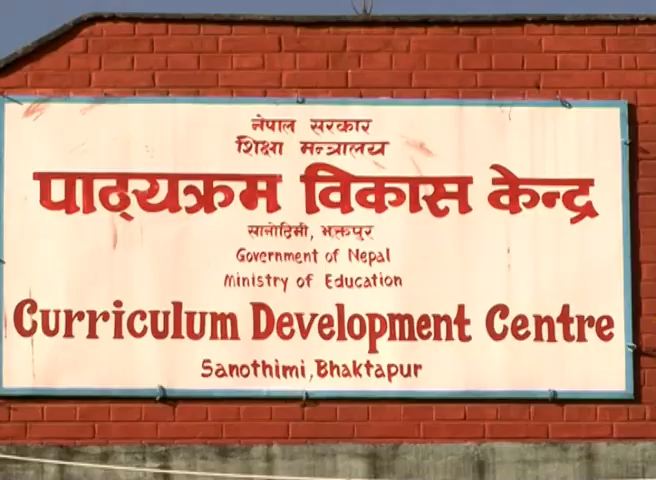 नेपाल सरकार
शिक्षा मन्त्रालय
पाठ्यक्रम विकास केन्द्र
सानोठिमी, भक्तपुर
Government of Nepal
Ministry of Education
Curriculum Development Centre
Sanothimi, Bhaktapur